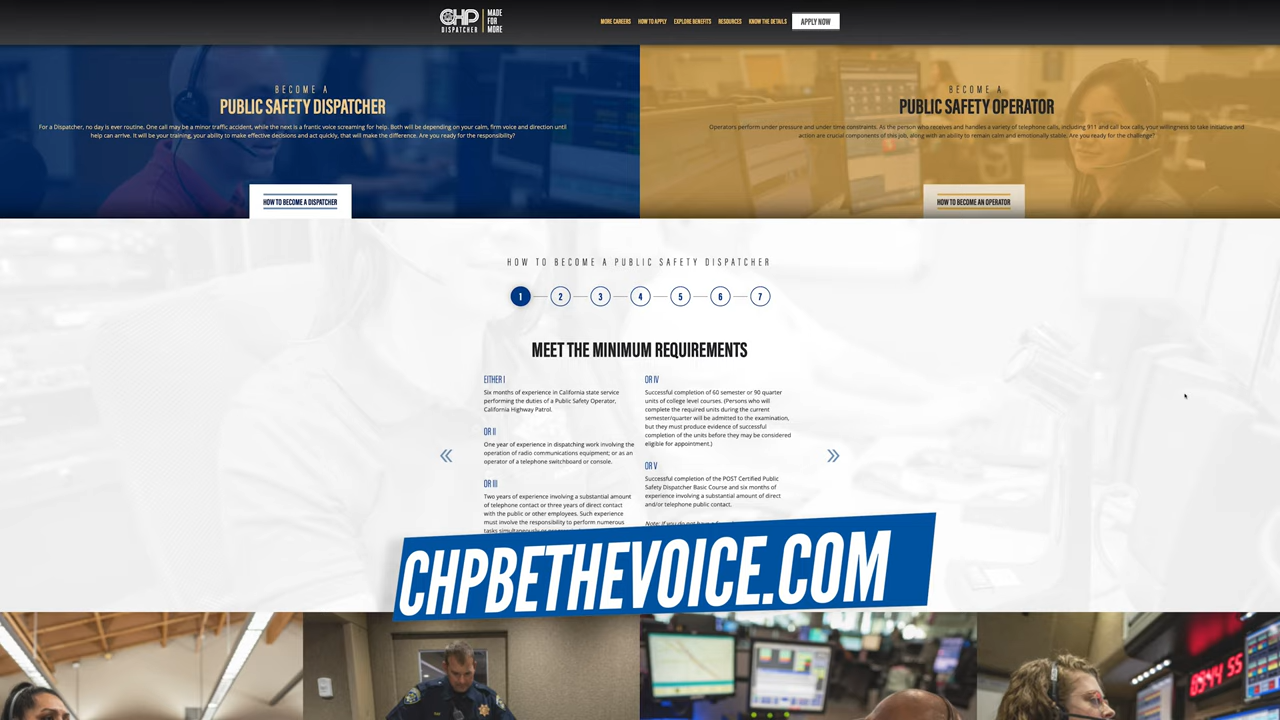 CHP
DISPATCHER
MADE
FOR
MORE
MORE CAREERS HOW TO APPLY EXPLORE BENEFITS RESOURCES KNOW THE DETAILS APPLY NOW
BECOME A
PUBLIC SAFETY DISPATCHER
For a Dispatcher, no day is ever routine. One call may be a minor traffic accident, while the next is a frantic voice screaming for help. Both will be depending on your calm, firm voice and direction until
help can arrive. It will be your training, your ability to make effective decisions and act quickly, that will make the difference. Are you ready for the responsibility?
HOW TO BECOME A DISPATCHER
BECOME A
PUBLIC SAFETY OPERATOR
Operators perform under pressure and under time constraints. As the person who receives and handles a variety of telephone calls, including 911 and call box calls, your willingness to take initiative and
action are crucial components of this job, along with an ability to remain calm and emotionally stable. Are you ready for the challenge?
HOW TO BECOME AN OPERATOR
HOW TO BECOME A PUBLIC SAFETY DISPATCHER
1 2 3 4 5 6 7
MEET THE MINIMUM REQUIREMENTS
EITHER I
Six months of experience in California state service
performing the duties of a Public Safety Operator,
California Highway Patrol.
OR II
One year of experience in dispatching work involving the
operation of radio communications equipment; or as an
operator of a telephone switchboard or console.
OR III
Two years of experience involving a substantial amount
of telephone contact or three years of direct contact
with the public or other employees. Such experience
must involve the responsibility to perform numerous
tasks simultaneously
OR IV
Successful completion of 60 semester or 90 quarter
units of college level courses. (Persons who will
complete the required units during the current
semester/quarter will be admitted to the examination,
but they must produce evidence of successful
completion of the units before they may be considered
eligible for appointment.)
OR V
Successful completion of the POST Certified Public
Safety Dispatcher Basic Course and six months of
experience involving a substantial amount of direct
and/or telephone public contact.
Note: If you do not have a
CHPBETHEVOICE.COM
05:44 55